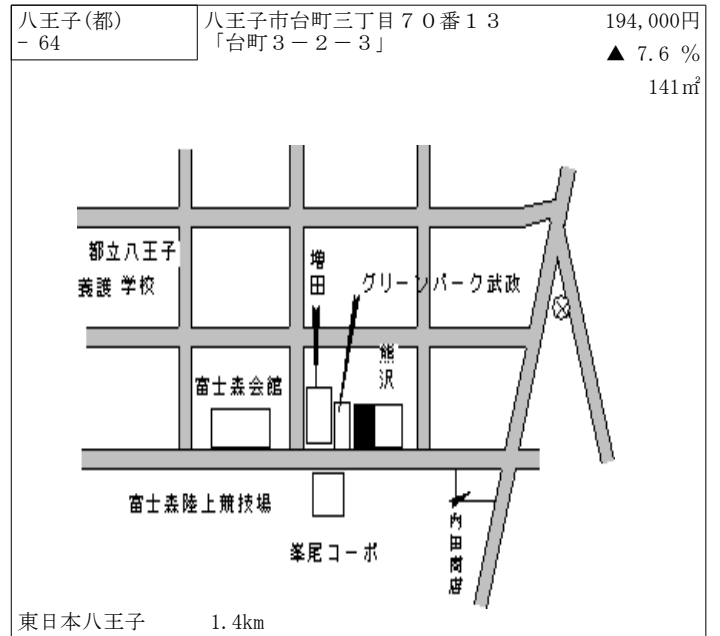 八王子(都)
- 64
八王子市台町三丁目７０番１３
「台町３－２－３」
194,000円
▲ 7.6 %
141㎡
都立八王子
養護 学校
増田
グリーンパーク武政
熊沢
富士森会館
富士森陸上競技場
峯尾コーポ
内田商店
東日本八王子 1.4km